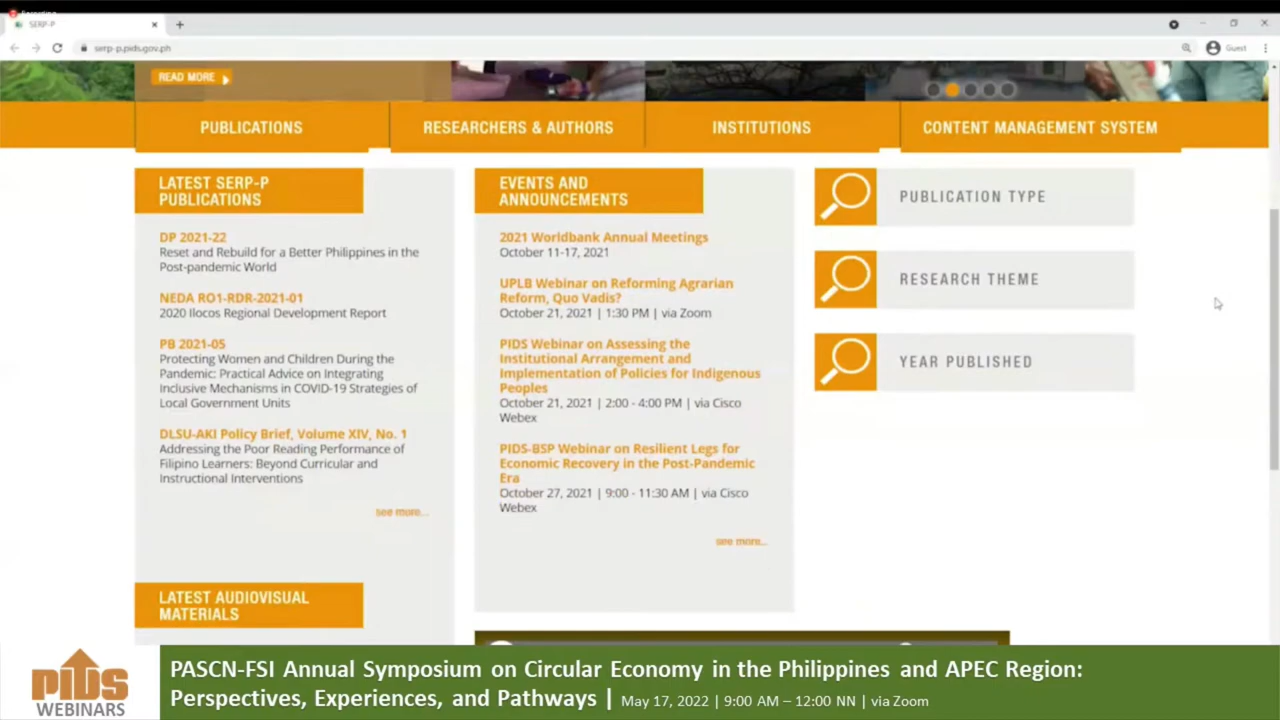 SERP-P
serp-p.pids.gov.ph
Guest
READ MORE
PUBLICATIONS
RESEARCHERS & AUTHORS
INSTITUTIONS
CONTENT MANAGEMENT SYSTEM
LATEST SERP-P
PUBLICATIONS
DP 2021-22
Reset and Rebuild for a Better Philippines in the
Post-pandemic World
NEDA RO1-RDR-2021-01
2020 Ilocos Regional Development Report
PB 2021-05
Protecting Women and Children During the
Pandemic: Practical Advice on Integrating
Inclusive Mechanisms in COVID-19 Strategies of
Local Government Units
DLSU-AKI Policy Brief, Volume XIV, No. 1
Addressing the Poor Reading Performance of
Filipino Learners: Beyond Curricular and
Instructional Interventions
see more...
LATEST AUDIOVISUAL
MATERIALS
EVENTS AND
ANNOUNCEMENTS
2021 Worldbank Annual Meetings
October 11-17, 2021
UPLB Webinar on Reforming Agrarian
Reform, Quo Vadis?
October 21, 2021 | 1:30 PM | via Zoom
PIDS Webinar on Assessing the
Institutional Arrangement and
Implementation of Policies for Indigenous
Peoples
October 21, 2021 | 2:00 - 4:00 PM | via Cisco
Webex
PIDS-BSP Webinar on Resilient Legs for
Economic Recovery in the Post-Pandemic
Era
October 27, 2021 | 9:00 - 11:30 AM | via Cisco
Webex
see more...
PUBLICATION TYPE
RESEARCH THEME
YEAR PUBLISHED
PIDS
WEBINARS
PASCN-FSI Annual Symposium on Circular Economy in the Philippines and APEC Region:
Perspectives, Experiences, and Pathways | May 17, 2022 | 9:00 AM – 12:00 NN | via Zoom